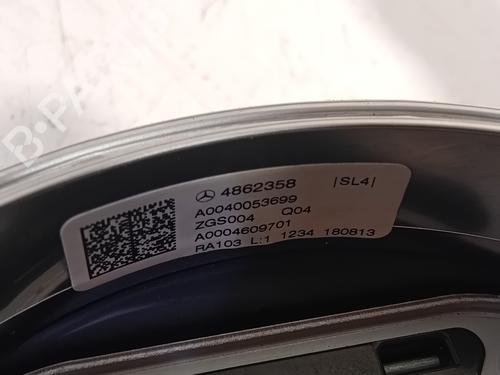 B-PARTS
4862358 |SL4|
A0040053699
ZGS004 Q04
A0004609701
RA103 L:1 1234 180813